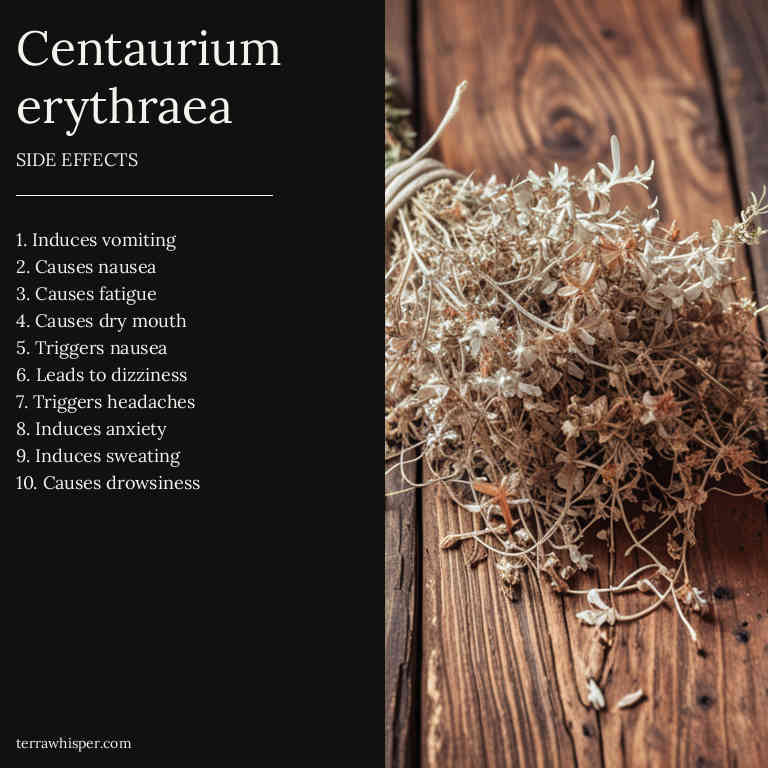 Centaurium
erythraea
SIDE EFFECTS
1. Induces vomiting
2. Causes nausea
3. Causes fatigue
4. Causes dry mouth
5. Triggers nausea
6. Leads to dizziness
7. Triggers headaches
8. Induces anxiety
9. Induces sweating
10. Causes drowsiness
terrawhisper.com